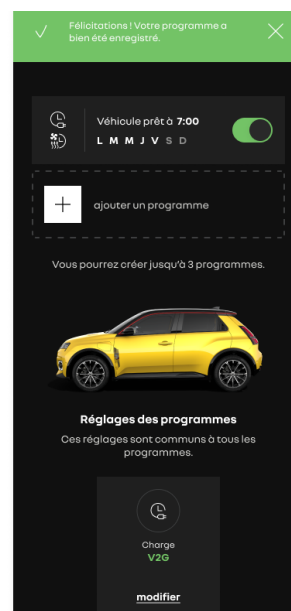 Félicitations ! Votre programme a
bien été enregistré.
Véhicule prêt à 7:00
L M M J V S D
ajouter un programme
Vous pourrez créer jusqu'à 3 programmes.
Réglages des programmes
Ces réglages sont communs à tous les
programmes.
Charge
V2G
modifier